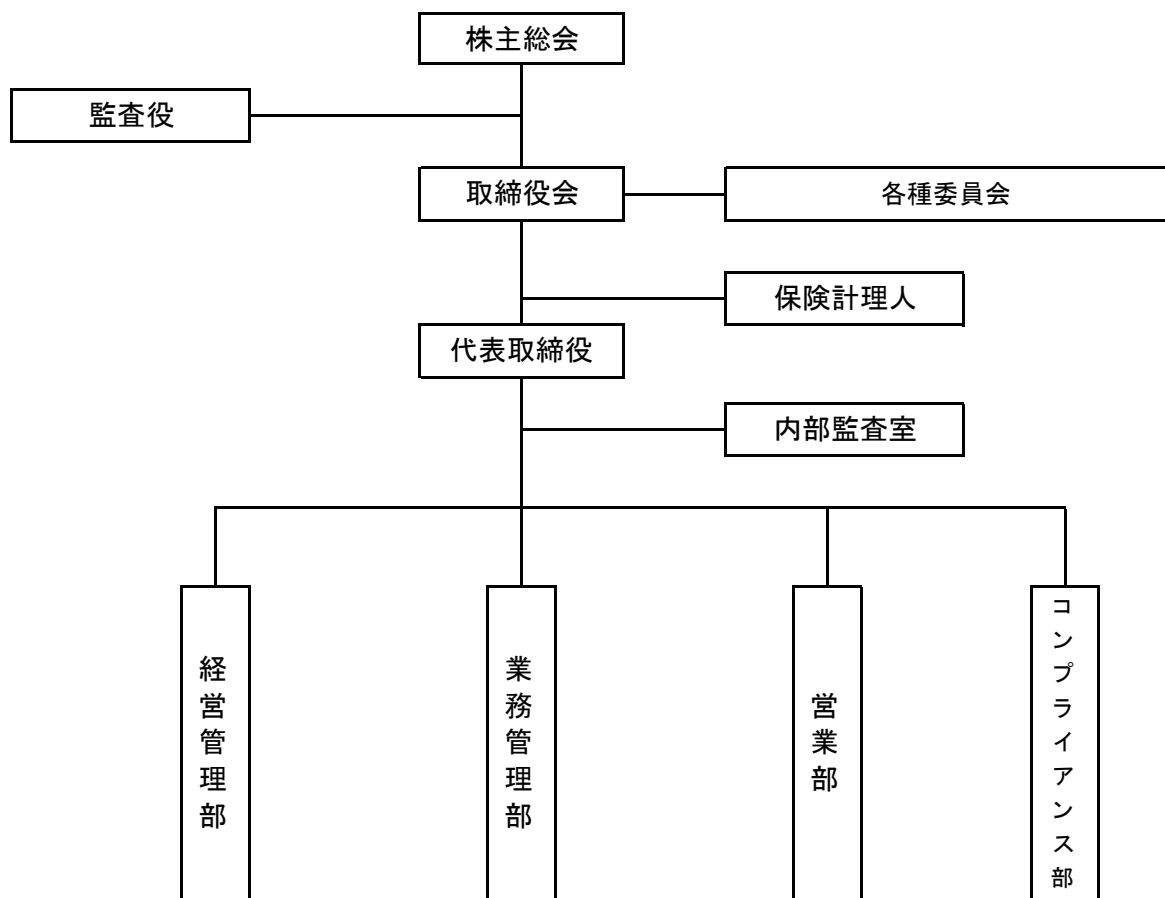 株主総会
監査役
取締役会
各種委員会
保険計理人
代表取締役
内部監査室
経営管理部
業務管理部
営業部
コンプライアンス部